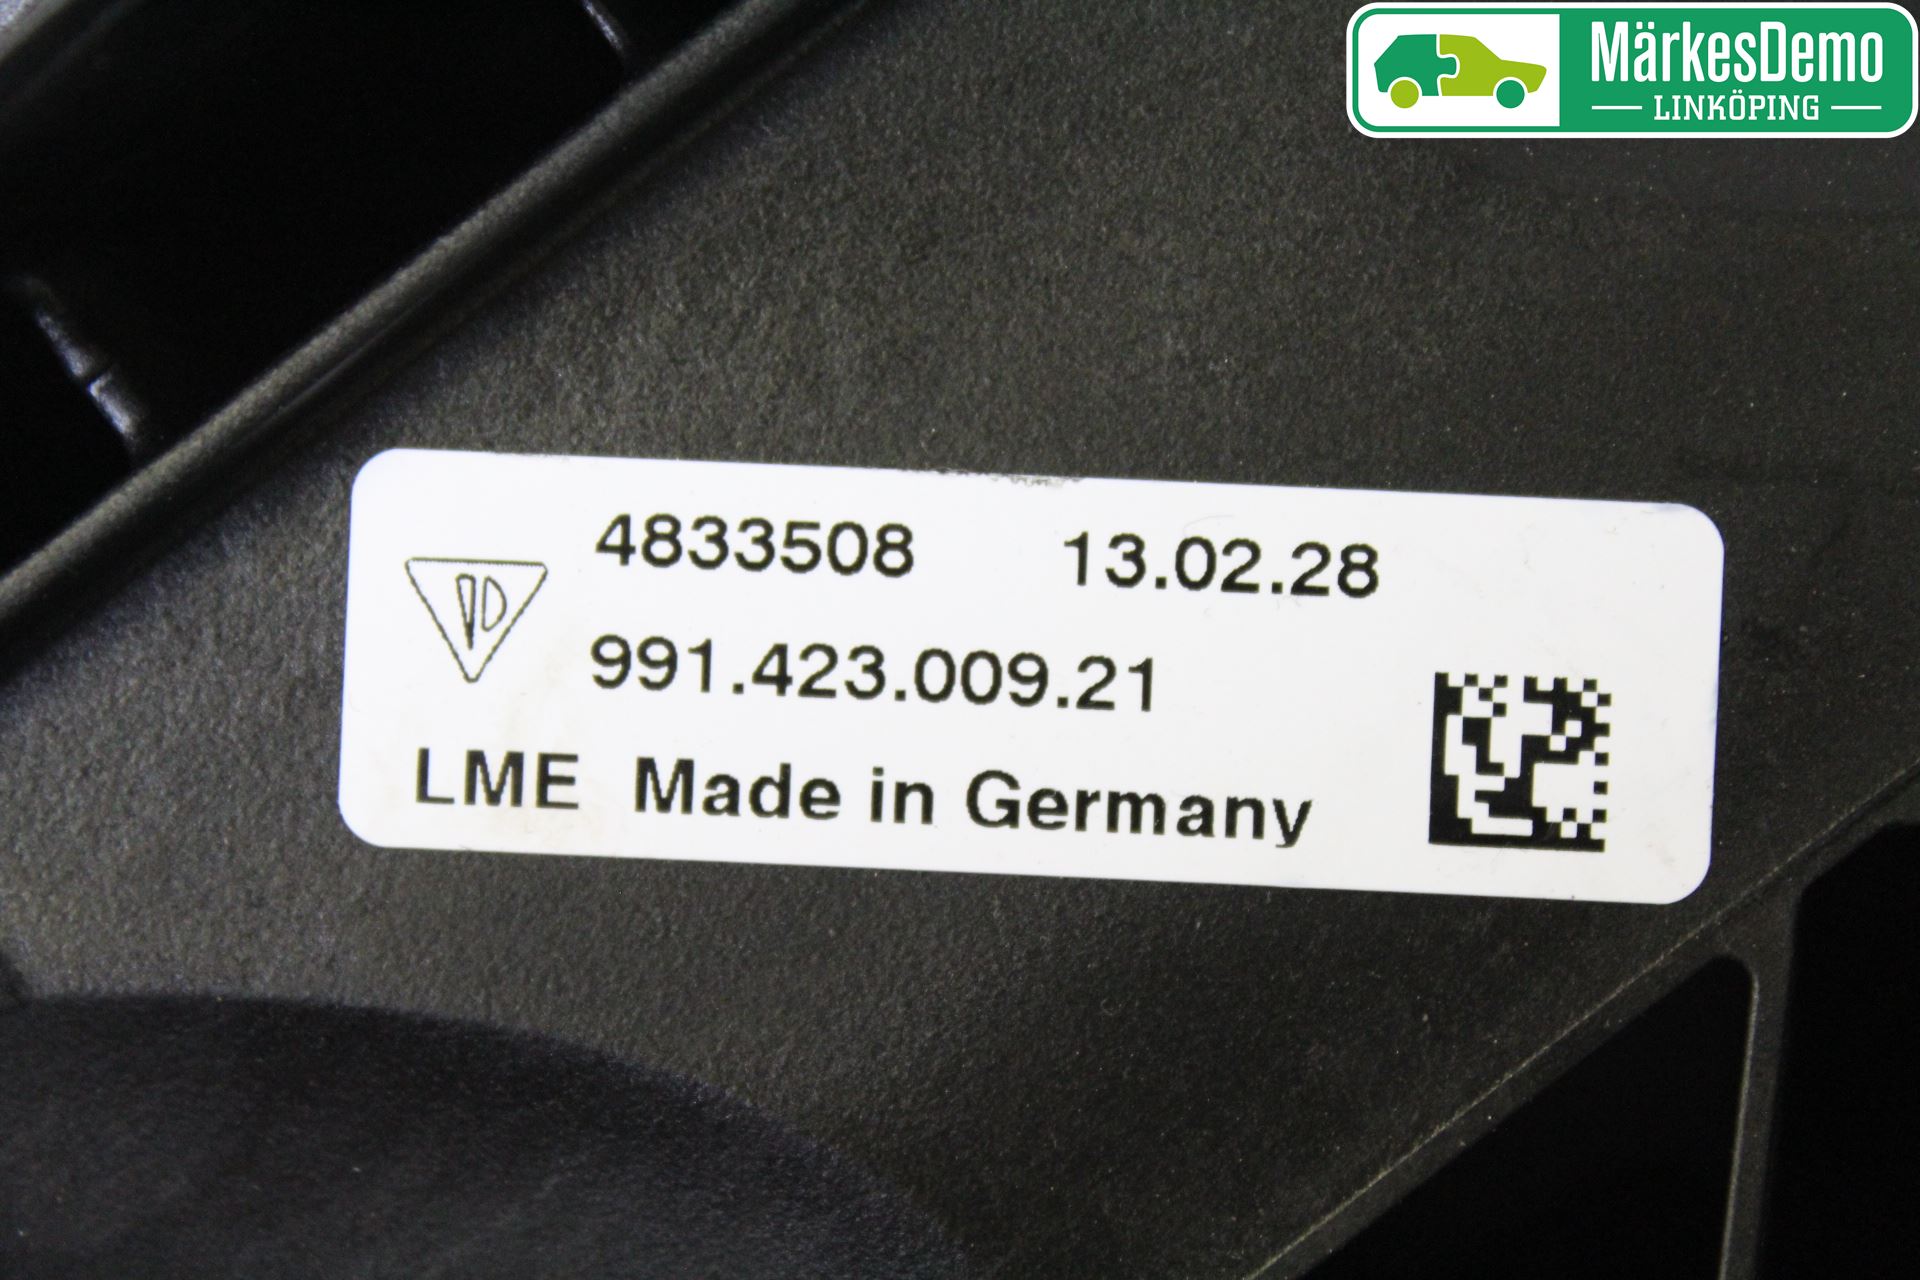 MärkesDemo
LINKÖPING
4833508 13.02.28
991.423.009.21
LME Made in Germany